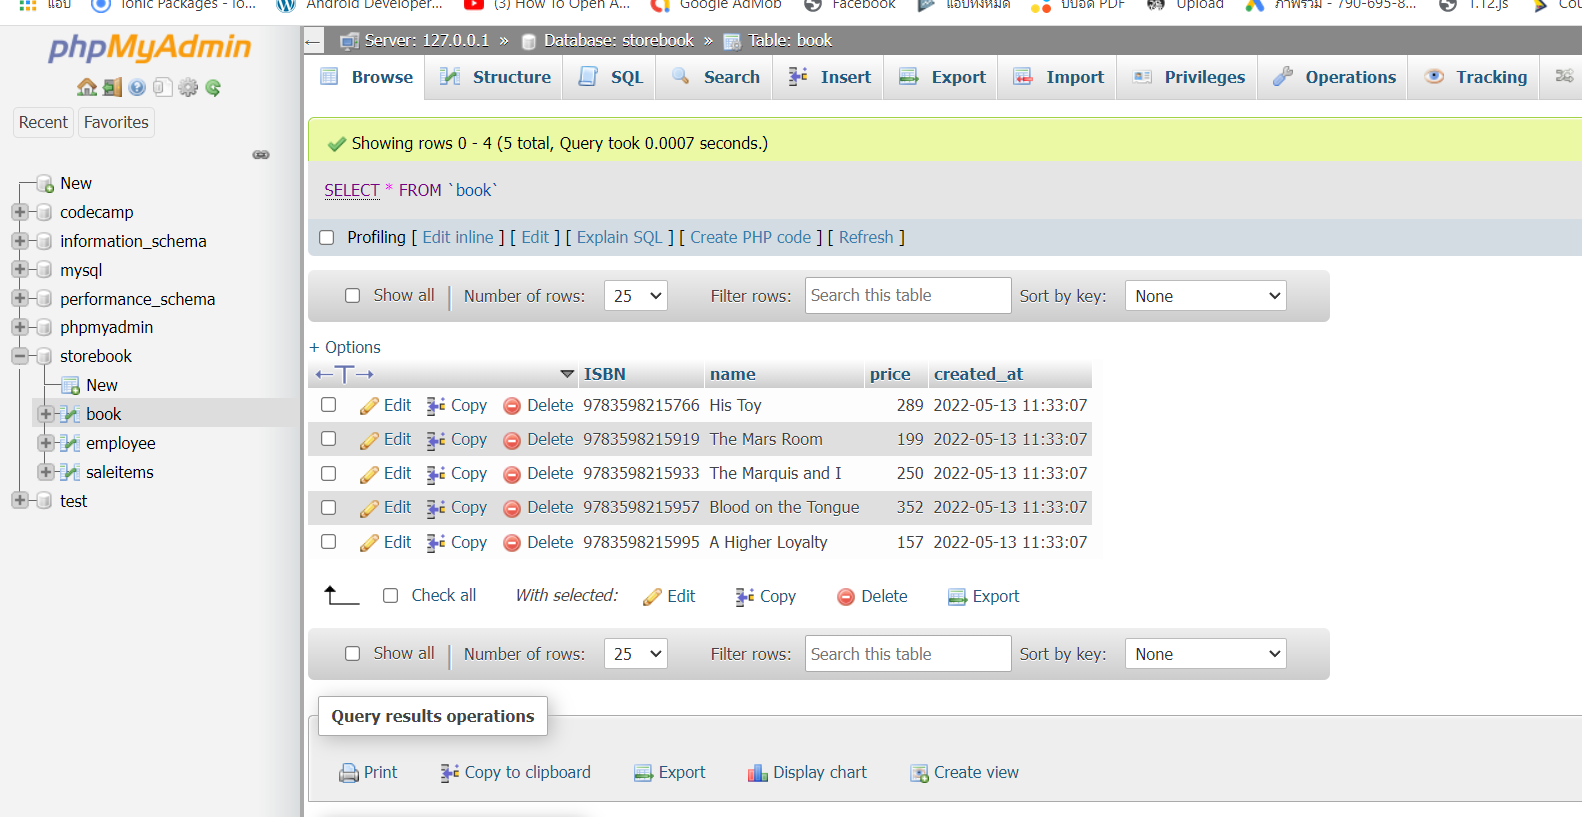 แอป Ionic Packages - Io... Android Developer... (3) How To Open A... Google AdMob Facebook แอปทั้งหมด บีบอัด PDF Upload ภาพรวม - 790-695-8... 1.12.js Cou
phpMyAdmin
Recent Favorites
New
codecamp
information_schema
mysql
performance_schema
phpmyadmin
storebook
New
book
employee
saleitems
test
← Server: 127.0.0.1 » Database: storebook » Table: book
Browse Structure SQL Search Insert Export Import Privileges Operations Tracking
Showing rows 0 - 4 (5 total, Query took 0.0007 seconds.)
SELECT * FROM `book`
Profiling [ Edit inline ] [ Edit ] [ Explain SQL ] [ Create PHP code ] [ Refresh ]
Show all | Number of rows: 25 Filter rows: Search this table Sort by key: None
+ Options
←T→ ISBN name price created_at
Edit Copy Delete 9783598215766 His Toy 289 2022-05-13 11:33:07
Edit Copy Delete 9783598215919 The Mars Room 199 2022-05-13 11:33:07
Edit Copy Delete 9783598215933 The Marquis and I 250 2022-05-13 11:33:07
Edit Copy Delete 9783598215957 Blood on the Tongue 352 2022-05-13 11:33:07
Edit Copy Delete 9783598215995 A Higher Loyalty 157 2022-05-13 11:33:07
Check all With selected: Edit Copy Delete Export
Show all | Number of rows: 25 Filter rows: Search this table Sort by key: None
Query results operations
Print Copy to clipboard Export Display chart Create view